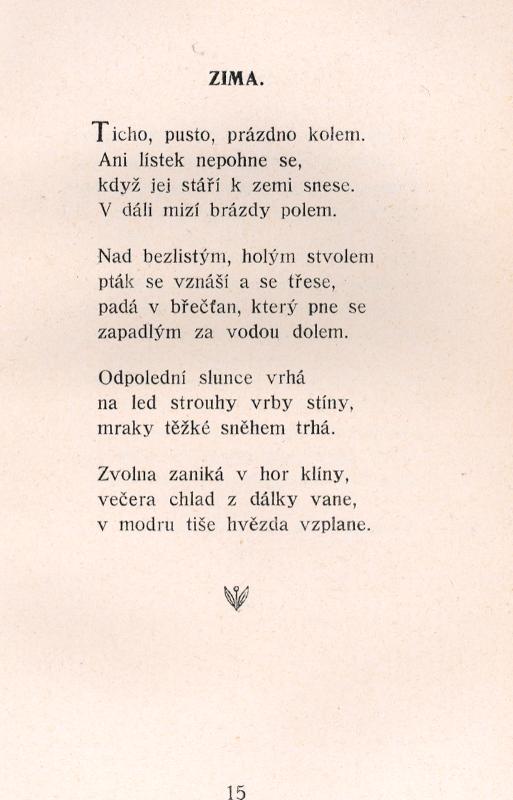 ZIMA.
Ticho, pusto, prázdno kolem.
Ani lístek nepohne se,
když jej stáří k zemi snese.
V dáli mizí brázdy polem.
Nad bezlistým, holým stvolem
pták se vznáší a se třese,
padá v břečťan, který pne se
zapadlým za vodou dolem.
Odpolední slunce vrhá
na led strouhy vrby stíny,
mraky těžké sněhem trhá.
Zvolna zaniká v hor klíny,
večera chlad z dálky vane,
v modru tiše hvězda vzplane.
15